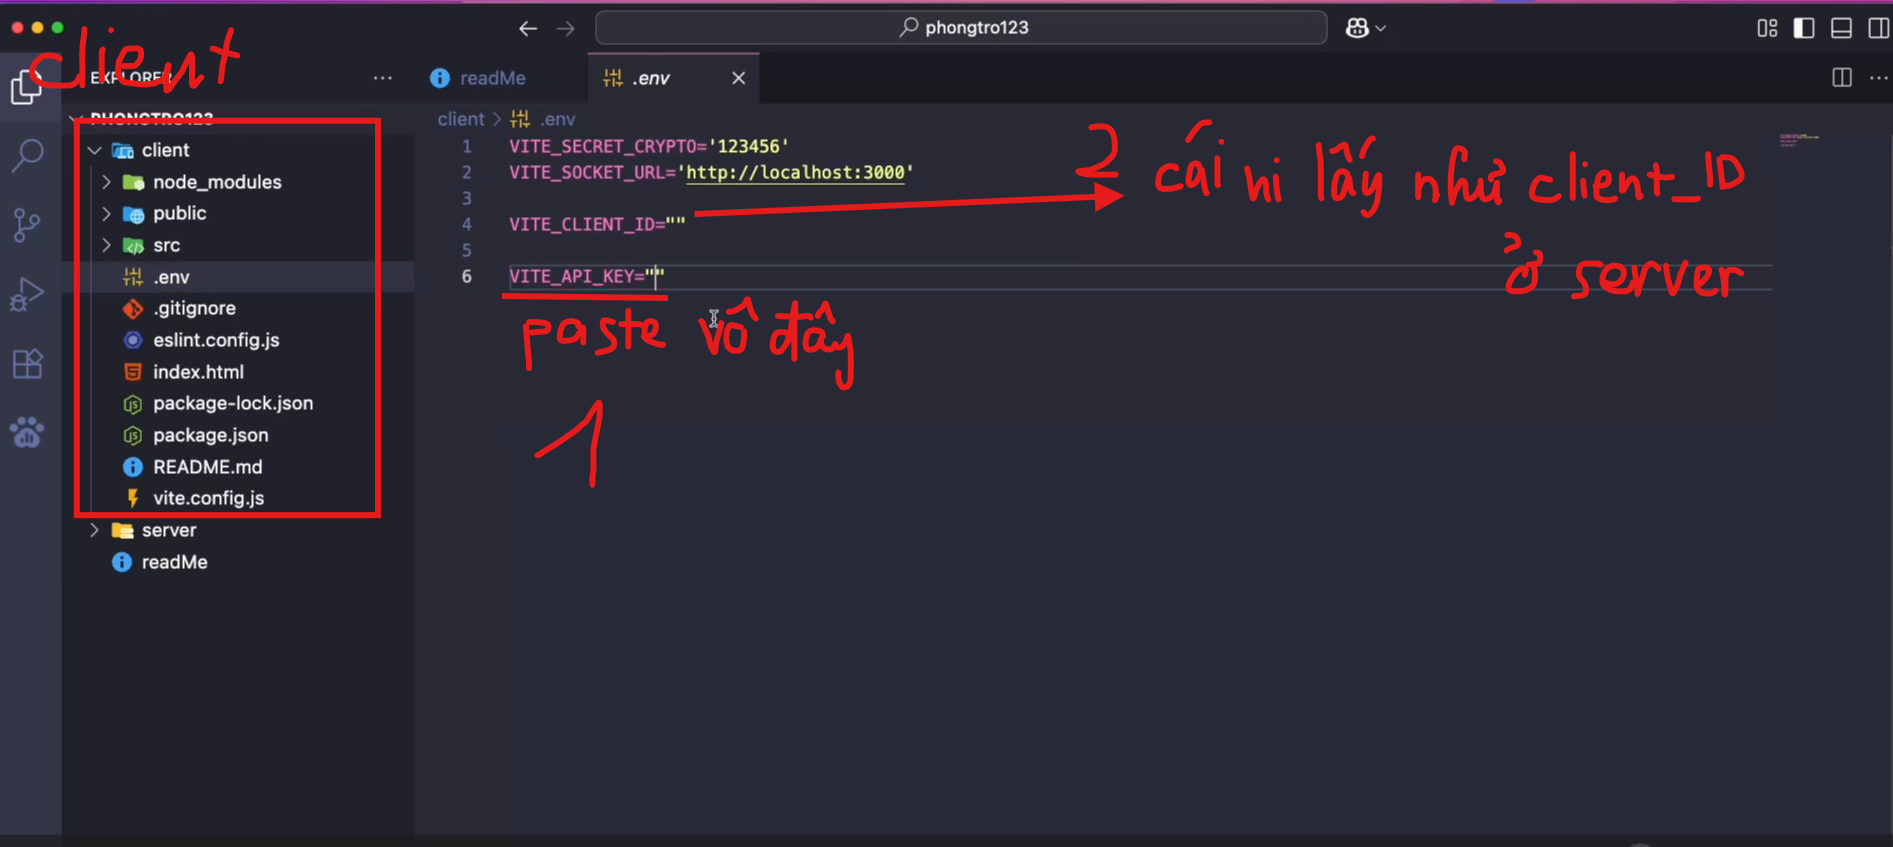 phongtro123
client
EXPLORER
readMe
.env
PHONGTRO123
client > .env
client
node_modules
public
src
.env
.gitignore
eslint.config.js
index.html
package-lock.json
package.json
README.md
vite.config.js
server
readMe
1 VITE_SECRET_CRYPTO='123456'
2 VITE_SOCKET_URL='http://localhost:3000'
3
4 VITE_CLIENT_ID=""
5
6 VITE_API_KEY=""
2 cái ni lấy như client_ID
ở server
paste vô đây
1